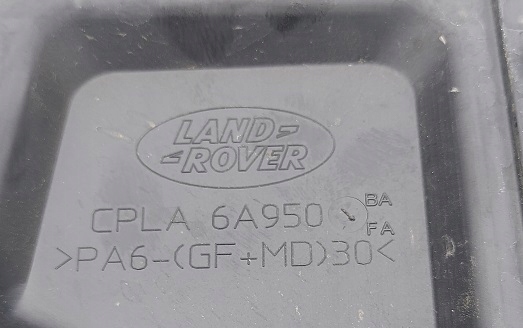 LAND-
-ROVER
CPLA 6A950 BA
FA
>PA6-(GF+MD)30<